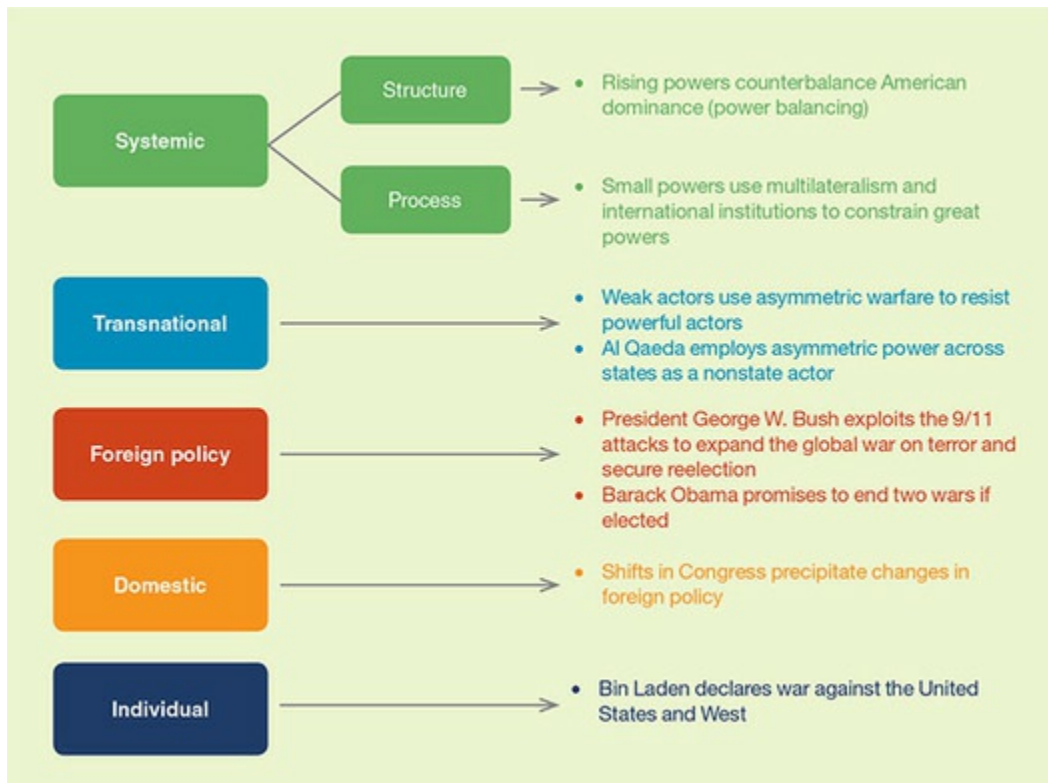 Systemic
Structure
• Rising powers counterbalance American
dominance (power balancing)
Process
• Small powers use multilateralism and
international institutions to constrain great
powers
Transnational
• Weak actors use asymmetric warfare to resist
powerful actors
• Al Qaeda employs asymmetric power across
states as a nonstate actor
Foreign policy
• President George W. Bush exploits the 9/11
attacks to expand the global war on terror and
secure reelection
• Barack Obama promises to end two wars if
elected
Domestic
• Shifts in Congress precipitate changes in
foreign policy
Individual
• Bin Laden declares war against the United
States and West